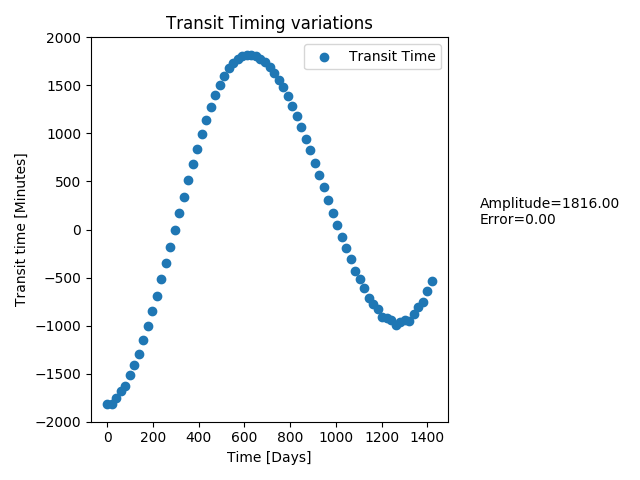 Transit Timing variations
Transit Time
Transit time [Minutes]
2000
1500
1000
500
0
−500
−1000
−1500
−2000
0 200 400 600 800 1000 1200 1400
Time [Days]
Amplitude=1816.00
Error=0.00